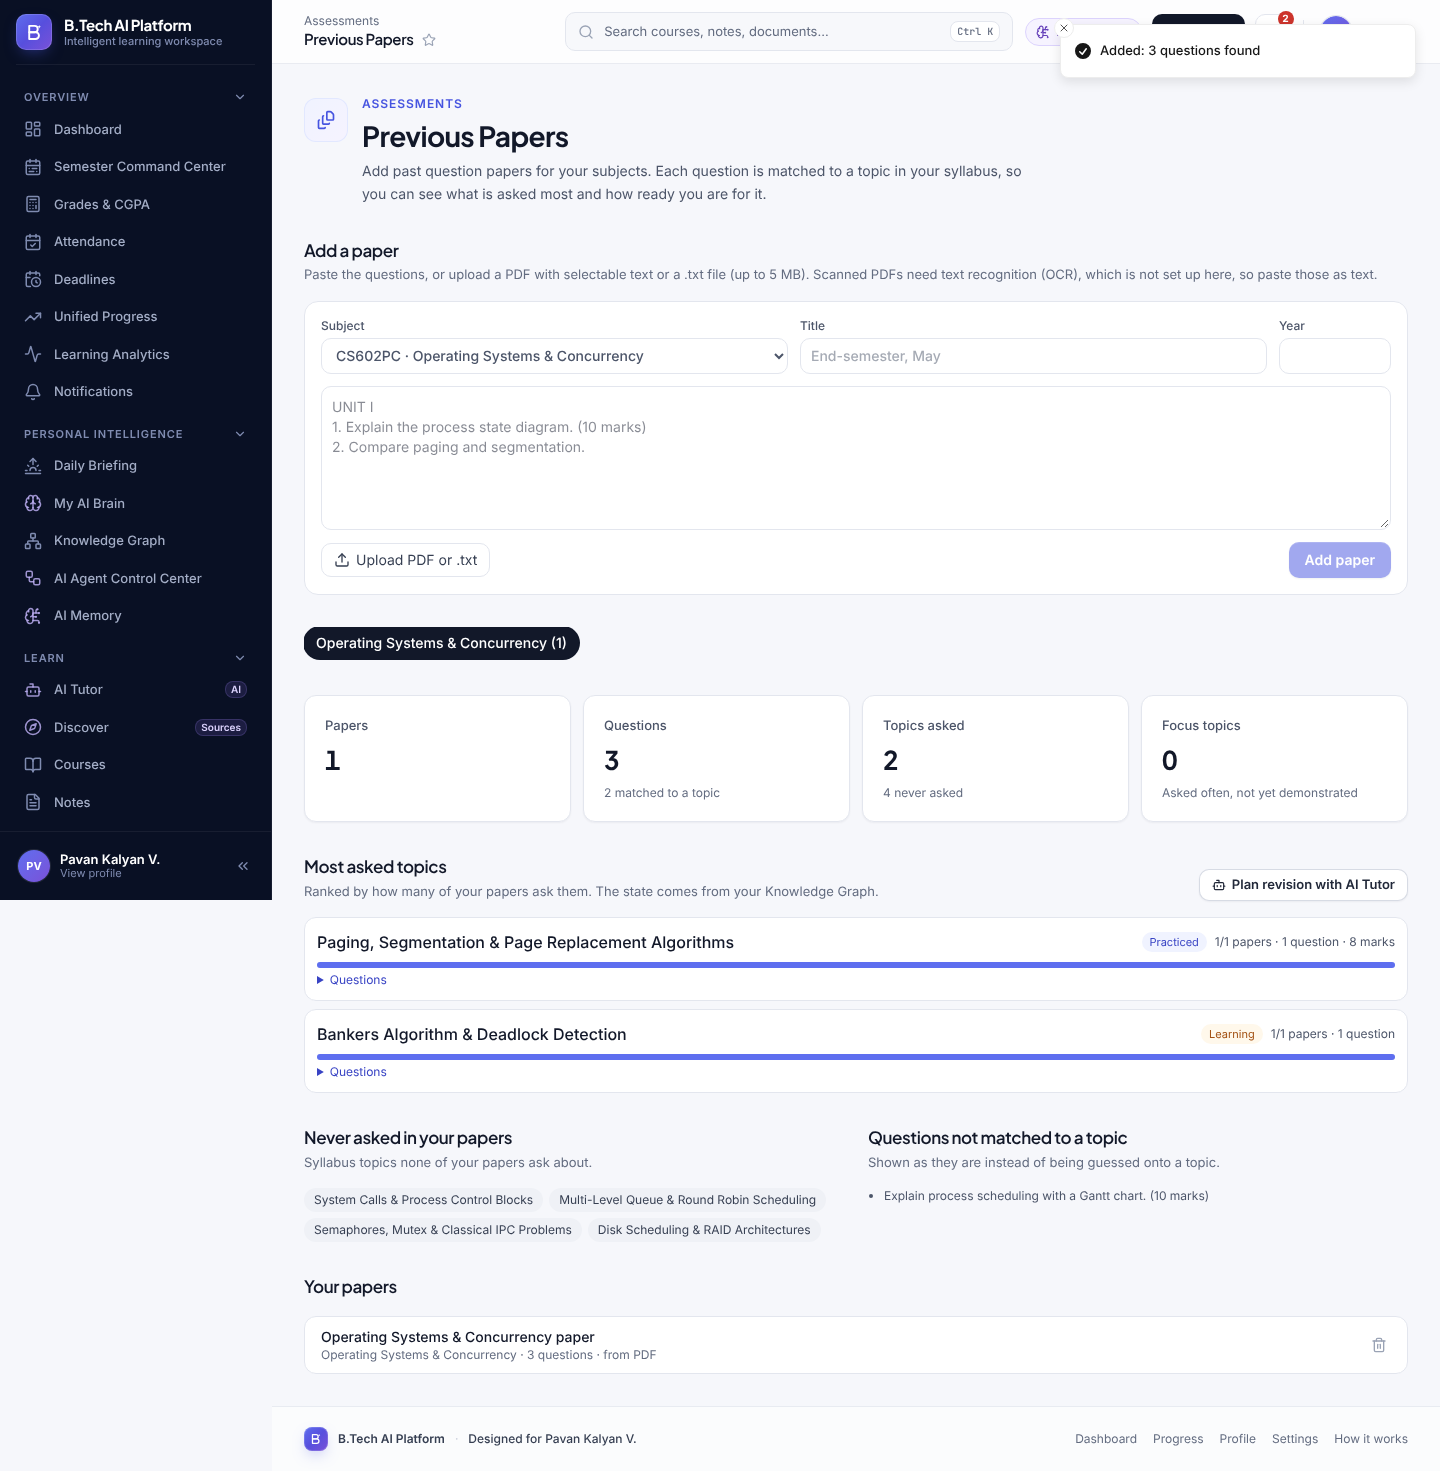 B.Tech AI Platform
Intelligent learning workspace
OVERVIEW
Dashboard
Semester Command Center
Grades & CGPA
Attendance
Deadlines
Unified Progress
Learning Analytics
Notifications
PERSONAL INTELLIGENCE
Daily Briefing
My AI Brain
Knowledge Graph
AI Agent Control Center
AI Memory
LEARN
AI Tutor AI
Discover Sources
Courses
Notes
PV
Pavan Kalyan V.
View profile
Assessments
Previous Papers
Search courses, notes, documents... Ctrl K
2
Added: 3 questions found
ASSESSMENTS
Previous Papers
Add past question papers for your subjects. Each question is matched to a topic in your syllabus, so
you can see what is asked most and how ready you are for it.
Add a paper
Paste the questions, or upload a PDF with selectable text or a .txt file (up to 5 MB). Scanned PDFs need text recognition (OCR), which is not set up here, so paste those as text.
Subject Title Year
CS602PC · Operating Systems & Concurrency End-semester, May
UNIT I
1. Explain the process state diagram. (10 marks)
2. Compare paging and segmentation.
Upload PDF or .txt Add paper
Operating Systems & Concurrency (1)
Papers
1
Questions
3
2 matched to a topic
Topics asked
2
4 never asked
Focus topics
0
Asked often, not yet demonstrated
Most asked topics
Ranked by how many of your papers ask them. The state comes from your Knowledge Graph.
Plan revision with AI Tutor
Paging, Segmentation & Page Replacement Algorithms Practiced 1/1 papers · 1 question · 8 marks
Questions
Bankers Algorithm & Deadlock Detection Learning 1/1 papers · 1 question
Questions
Never asked in your papers
Syllabus topics none of your papers ask about.
System Calls & Process Control Blocks Multi-Level Queue & Round Robin Scheduling
Semaphores, Mutex & Classical IPC Problems Disk Scheduling & RAID Architectures
Questions not matched to a topic
Shown as they are instead of being guessed onto a topic.
• Explain process scheduling with a Gantt chart. (10 marks)
Your papers
Operating Systems & Concurrency paper
Operating Systems & Concurrency · 3 questions · from PDF
B.Tech AI Platform · Designed for Pavan Kalyan V. Dashboard Progress Profile Settings How it works